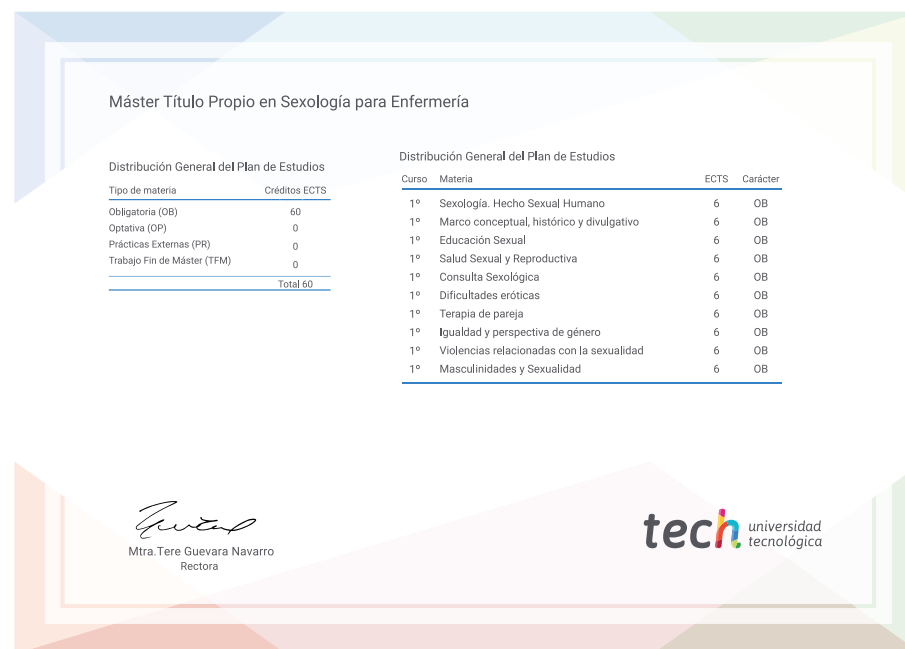 Máster Título Propio en Sexología para Enfermería
Distribución General del Plan de Estudios
Tipo de materia Créditos ECTS
Obligatoria (OB) 60
Optativa (OP) 0
Prácticas Externas (PR) 0
Trabajo Fin de Máster (TFM) 0
Total 60
Distribución General del Plan de Estudios
Curso Materia ECTS Carácter
1º Sexología. Hecho Sexual Humano 6 OB
1º Marco conceptual, histórico y divulgativo 6 OB
1º Educación Sexual 6 OB
1º Salud Sexual y Reproductiva 6 OB
1º Consulta Sexológica 6 OB
1º Dificultades eróticas 6 OB
1º Terapia de pareja 6 OB
1º Igualdad y perspectiva de género 6 OB
1º Violencias relacionadas con la sexualidad 6 OB
1º Masculinidades y Sexualidad 6 OB
Mtra.Tere Guevara Navarro
Rectora
tech universidad
tecnológica